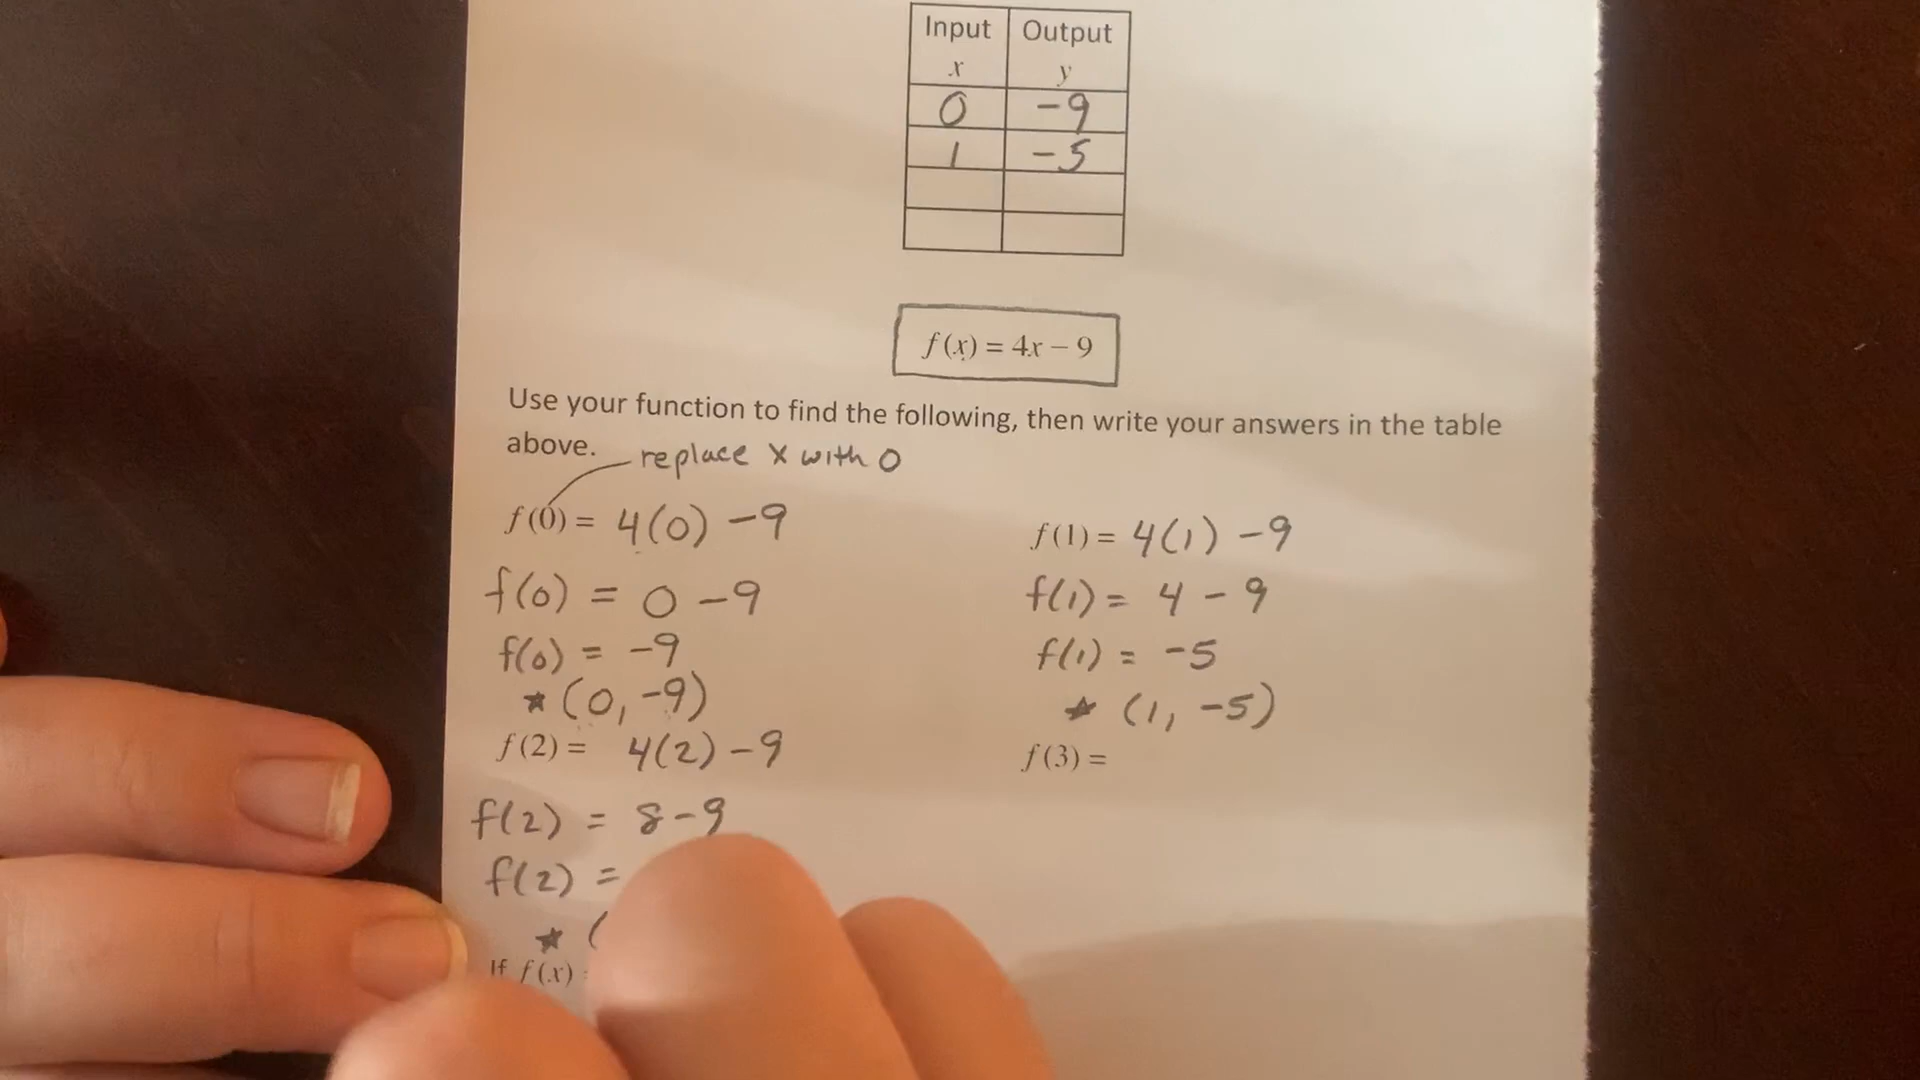 Input Output
x y
0 -9
1 -5
f(x) = 4x - 9
Use your function to find the following, then write your answers in the table
above. replace x with 0
f(0) = 4(0) -9
f(0) = 0 -9
f(0) = -9
* (0, -9)
f(1) = 4(1) -9
f(1) = 4 - 9
f(1) = -5
* (1, -5)
f(2) = 4(2) -9
f(2) = 8-9
f(2) =
* (
f(3) =
If f(x)